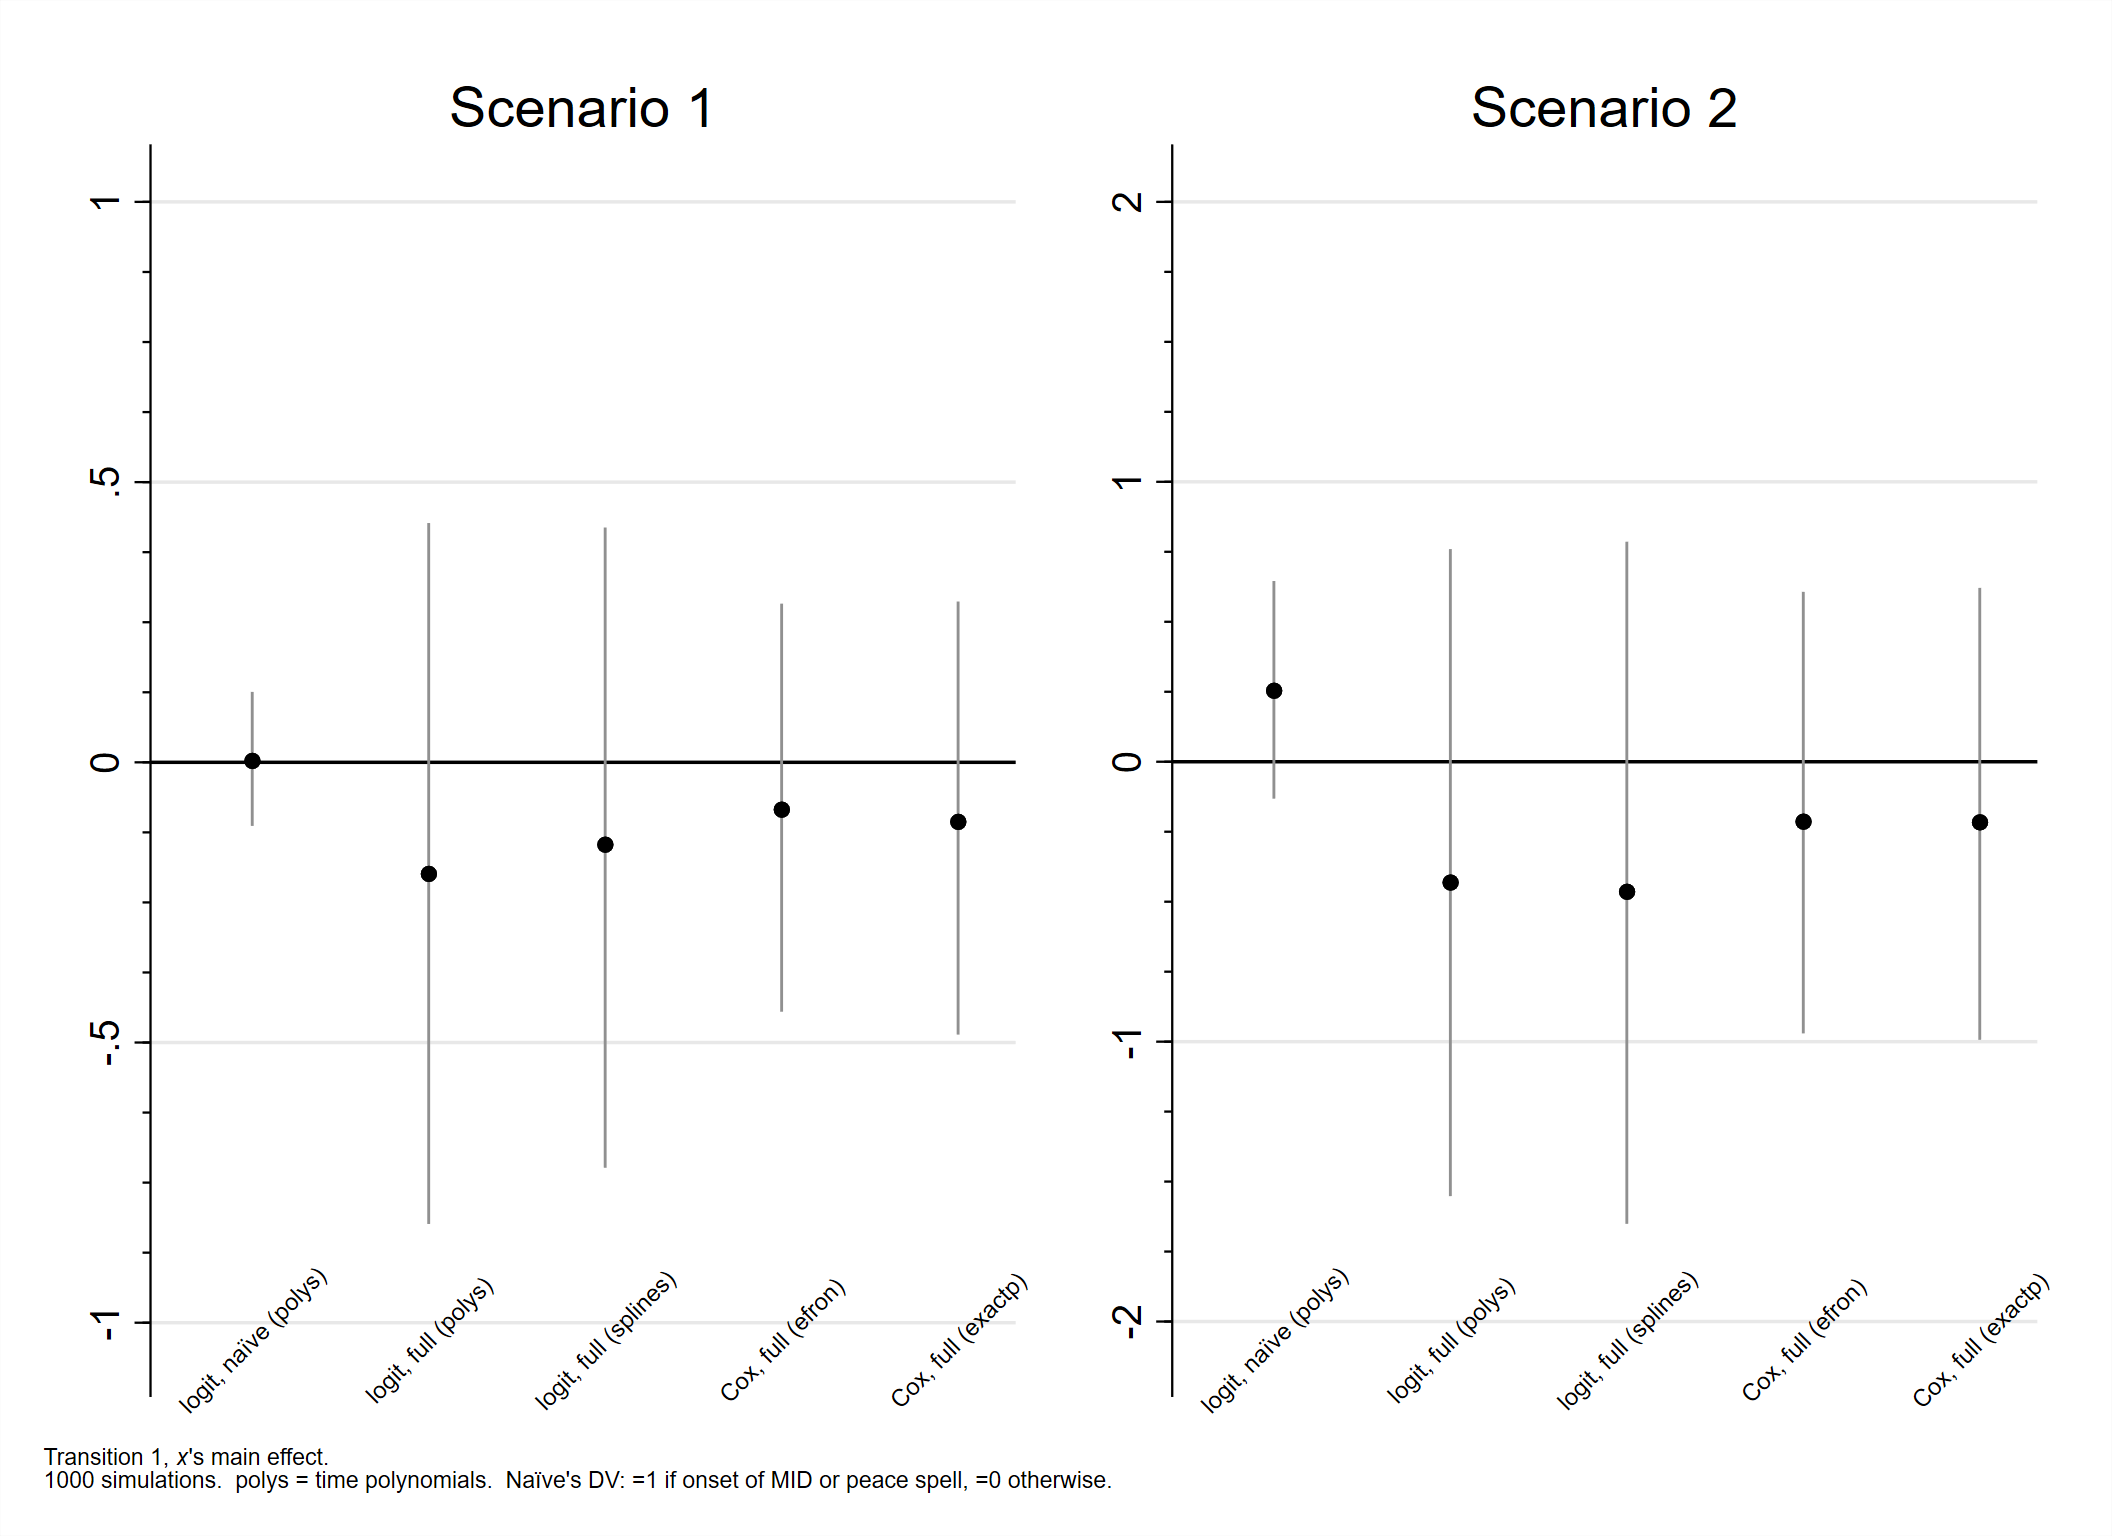 Scenario 1
Scenario 2
1
.5
0
-.5
-1
logit, naïve (polys)
logit, full (polys)
logit, full (splines)
Cox, full (efron)
Cox, full (exactp)
2
1
0
-1
-2
logit, naïve (polys)
logit, full (polys)
logit, full (splines)
Cox, full (efron)
Cox, full (exactp)
Transition 1, x's main effect.
1000 simulations.  polys = time polynomials.  Naïve's DV: =1 if onset of MID or peace spell, =0 otherwise.